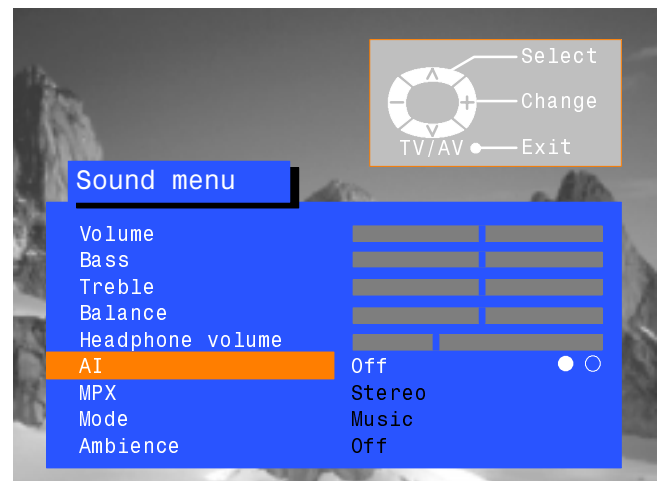 Select
Change
TV/AV Exit
Sound menu
Volume
Bass
Treble
Balance
Headphone volume
AI Off
MPX Stereo
Mode Music
Ambience Off